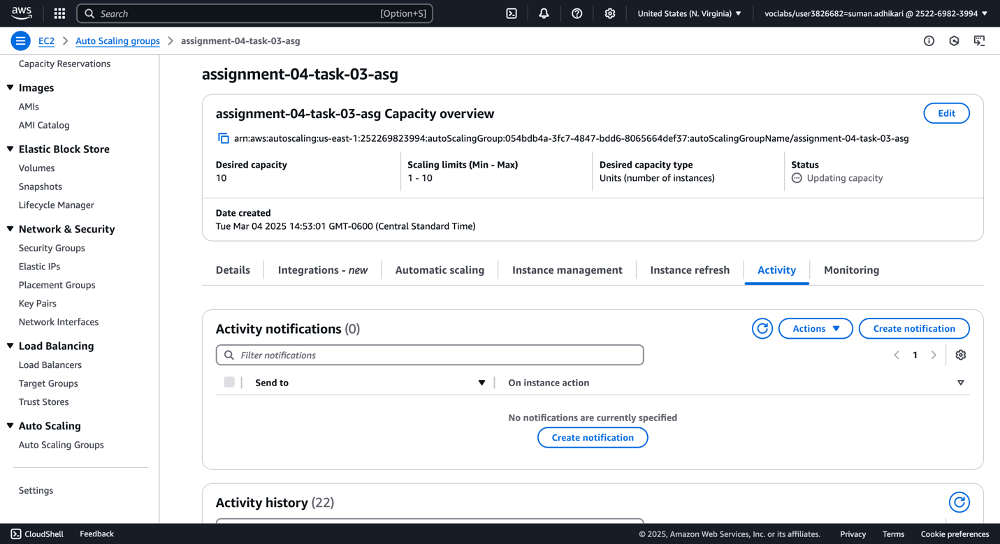 aws
Search [Option+S]
United States (N. Virginia)
voclabs/user3826682=suman.adhikari @ 2522-6982-3994
EC2
Auto Scaling groups
assignment-04-task-03-asg
Capacity Reservations
Images
AMIs
AMI Catalog
Elastic Block Store
Volumes
Snapshots
Lifecycle Manager
Network & Security
Security Groups
Elastic IPs
Placement Groups
Key Pairs
Network Interfaces
Load Balancing
Load Balancers
Target Groups
Trust Stores
Auto Scaling
Auto Scaling Groups
Settings
assignment-04-task-03-asg
assignment-04-task-03-asg Capacity overview
Edit
arn:aws:autoscaling:us-east-1:252269823994:autoScalingGroup:054bdb4a-3fc7-4847-bdd6-8065664def37:autoScalingGroupName/assignment-04-task-03-asg
Desired capacity
10
Scaling limits (Min - Max)
1 - 10
Desired capacity type
Units (number of instances)
Status
Updating capacity
Date created
Tue Mar 04 2025 14:53:01 GMT-0600 (Central Standard Time)
Details
Integrations - new
Automatic scaling
Instance management
Instance refresh
Activity
Monitoring
Activity notifications (0)
Actions
Create notification
Filter notifications
1
Send to
On instance action
No notifications are currently specified
Create notification
Activity history (22)
CloudShell
Feedback
© 2025, Amazon Web Services, Inc. or its affiliates.
Privacy
Terms
Cookie preferences